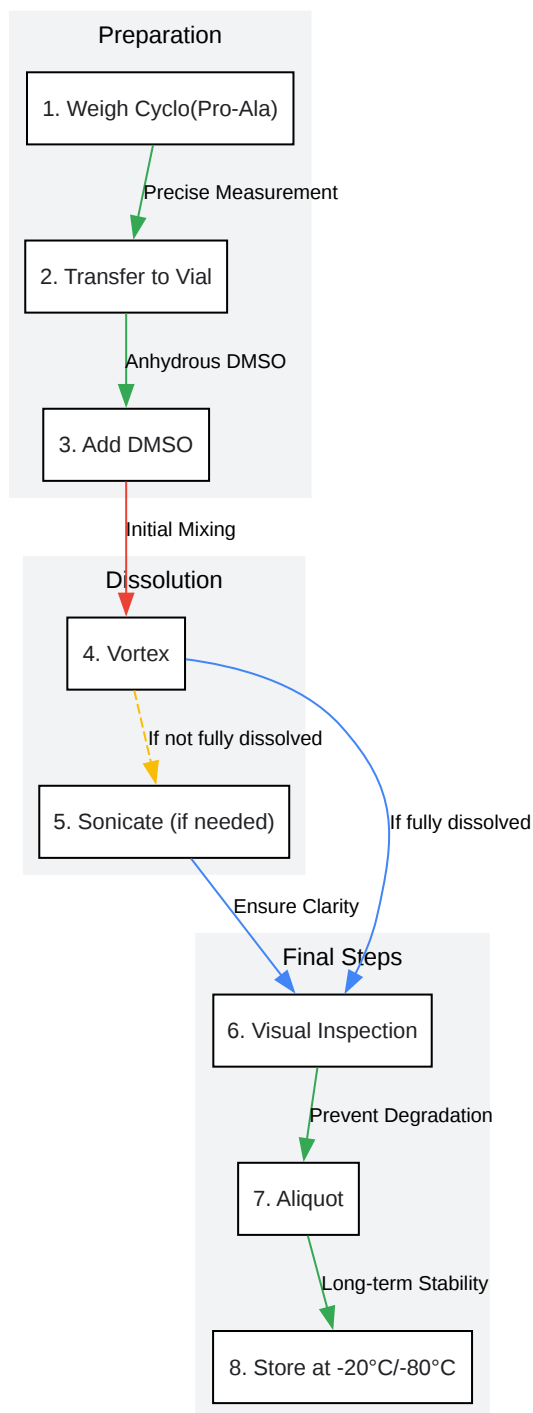 Preparation
1. Weigh Cyclo(Pro-Ala)
Precise Measurement
2. Transfer to Vial
Anhydrous DMSO
3. Add DMSO
Initial Mixing
Dissolution
4. Vortex
If not fully dissolved
5. Sonicate (if needed)
If fully dissolved
Ensure Clarity
Final Steps
6. Visual Inspection
Prevent Degradation
7. Aliquot
Long-term Stability
8. Store at -20°C/-80°C